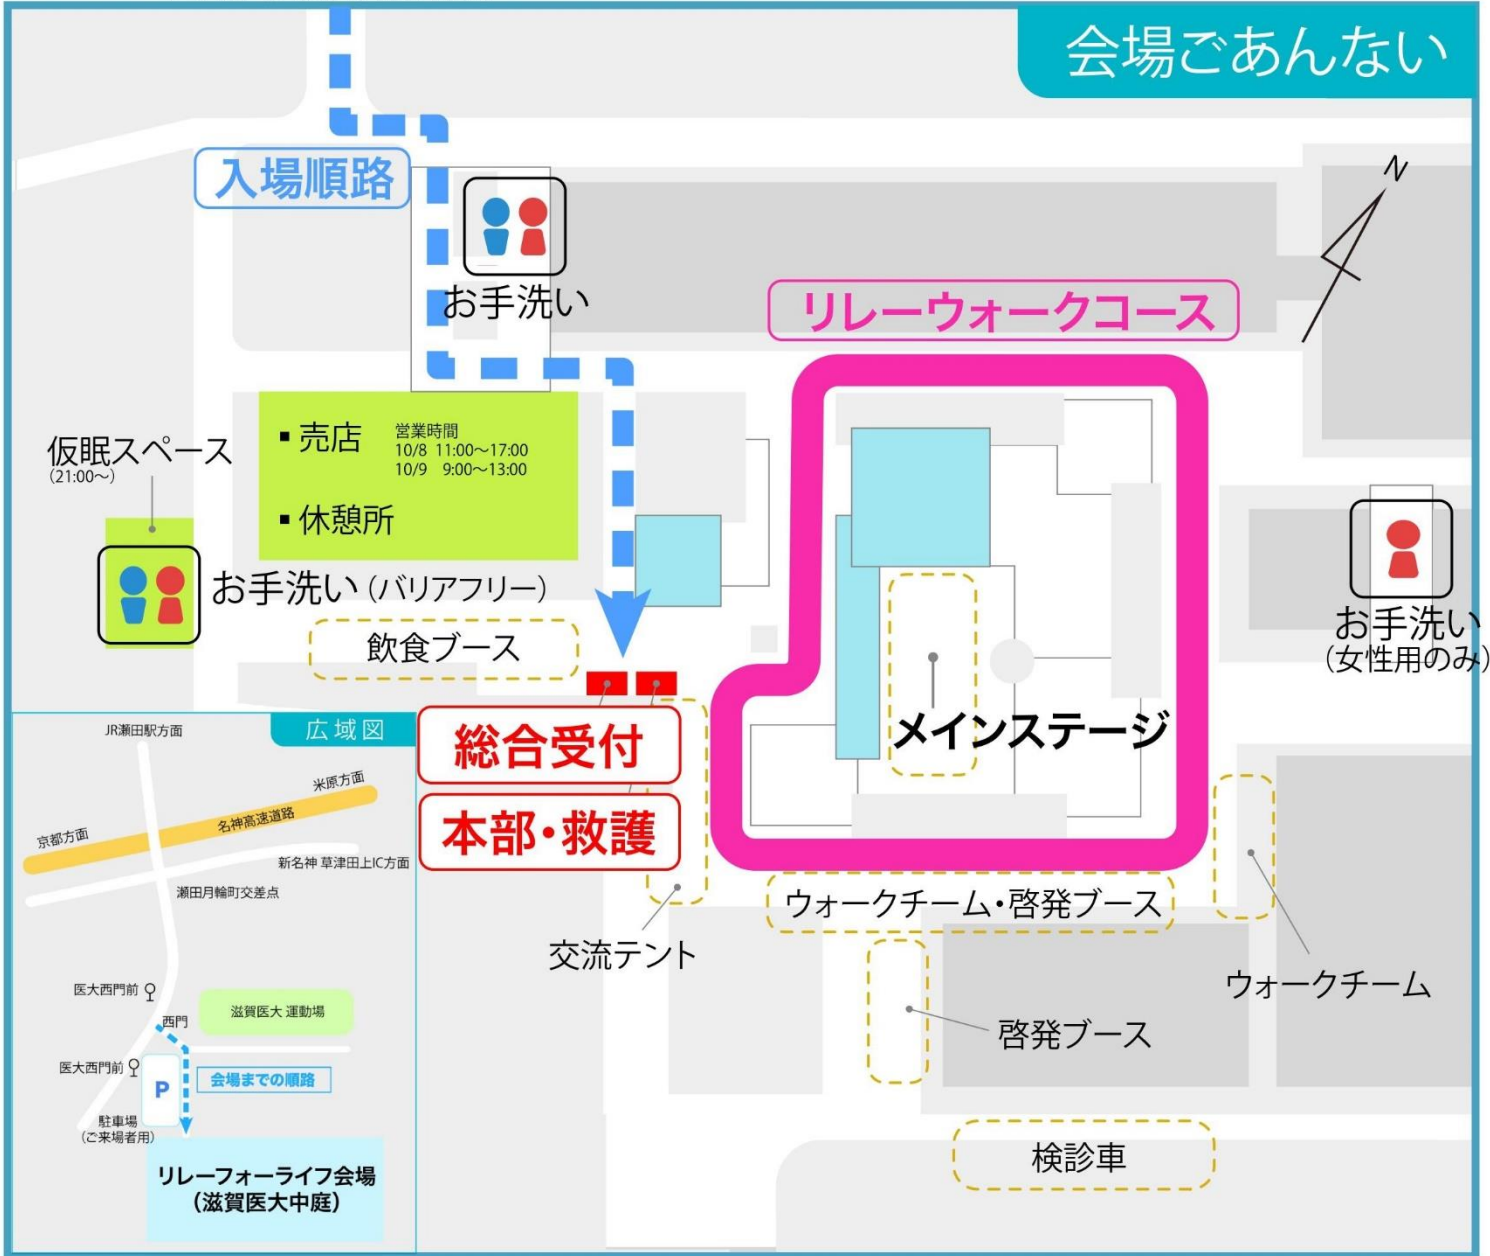 会場ごあんない
入場順路
N
お手洗い
リレーウォークコース
仮眠スペース
(21:00～)
▪ 売店
営業時間
10/8 11:00～17:00
10/9 9:00～13:00
▪ 休憩所
お手洗い（バリアフリー）
飲食ブース
お手洗い
（女性用のみ）
総合受付
本部・救護
メインステージ
ウォークチーム・啓発ブース
交流テント
ウォークチーム
啓発ブース
検診車
広域図
JR瀬田駅方面
米原方面
名神高速道路
京都方面
新名神 草津田上IC方面
瀬田月輪町交差点
医大西門前
西門
滋賀医大 運動場
医大西門前
P
会場までの順路
駐車場
（ご来場者用）
リレーフォーライフ会場
（滋賀医大中庭）